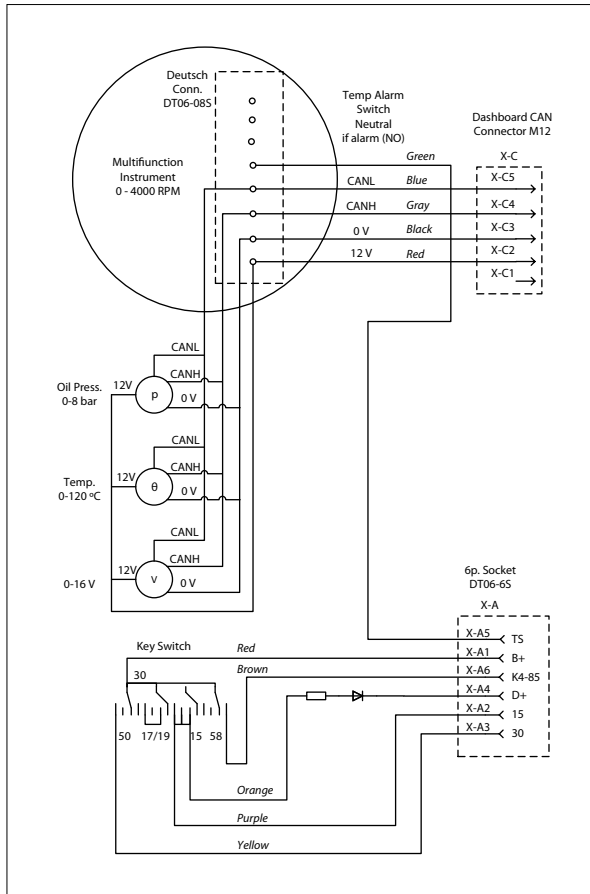 Deutsch
Conn.
DT06-08S
Temp Alarm
Switch
Neutral
if alarm (NO)
Dashboard CAN
Connector M12
Multifiunction
Instrument
0 - 4000 RPM
Green
X-C
CANL
Blue
X-C5
CANH
Gray
X-C4
0 V
Black
X-C3
12 V
Red
X-C2
X-C1
CANL
CANH
12V
Oil Press.
0-8 bar
p
0 V
CANL
CANH
12V
Temp.
0-120 ºC
θ
0 V
CANL
CANH
12V
0-16 V
v
0 V
6p. Socket
DT06-6S
X-A
X-A5
TS
Key Switch
Red
X-A1
B+
30
Brown
X-A6
K4-85
X-A4
D+
X-A2
15
50
17/19
15
58
X-A3
30
Orange
Purple
Yellow